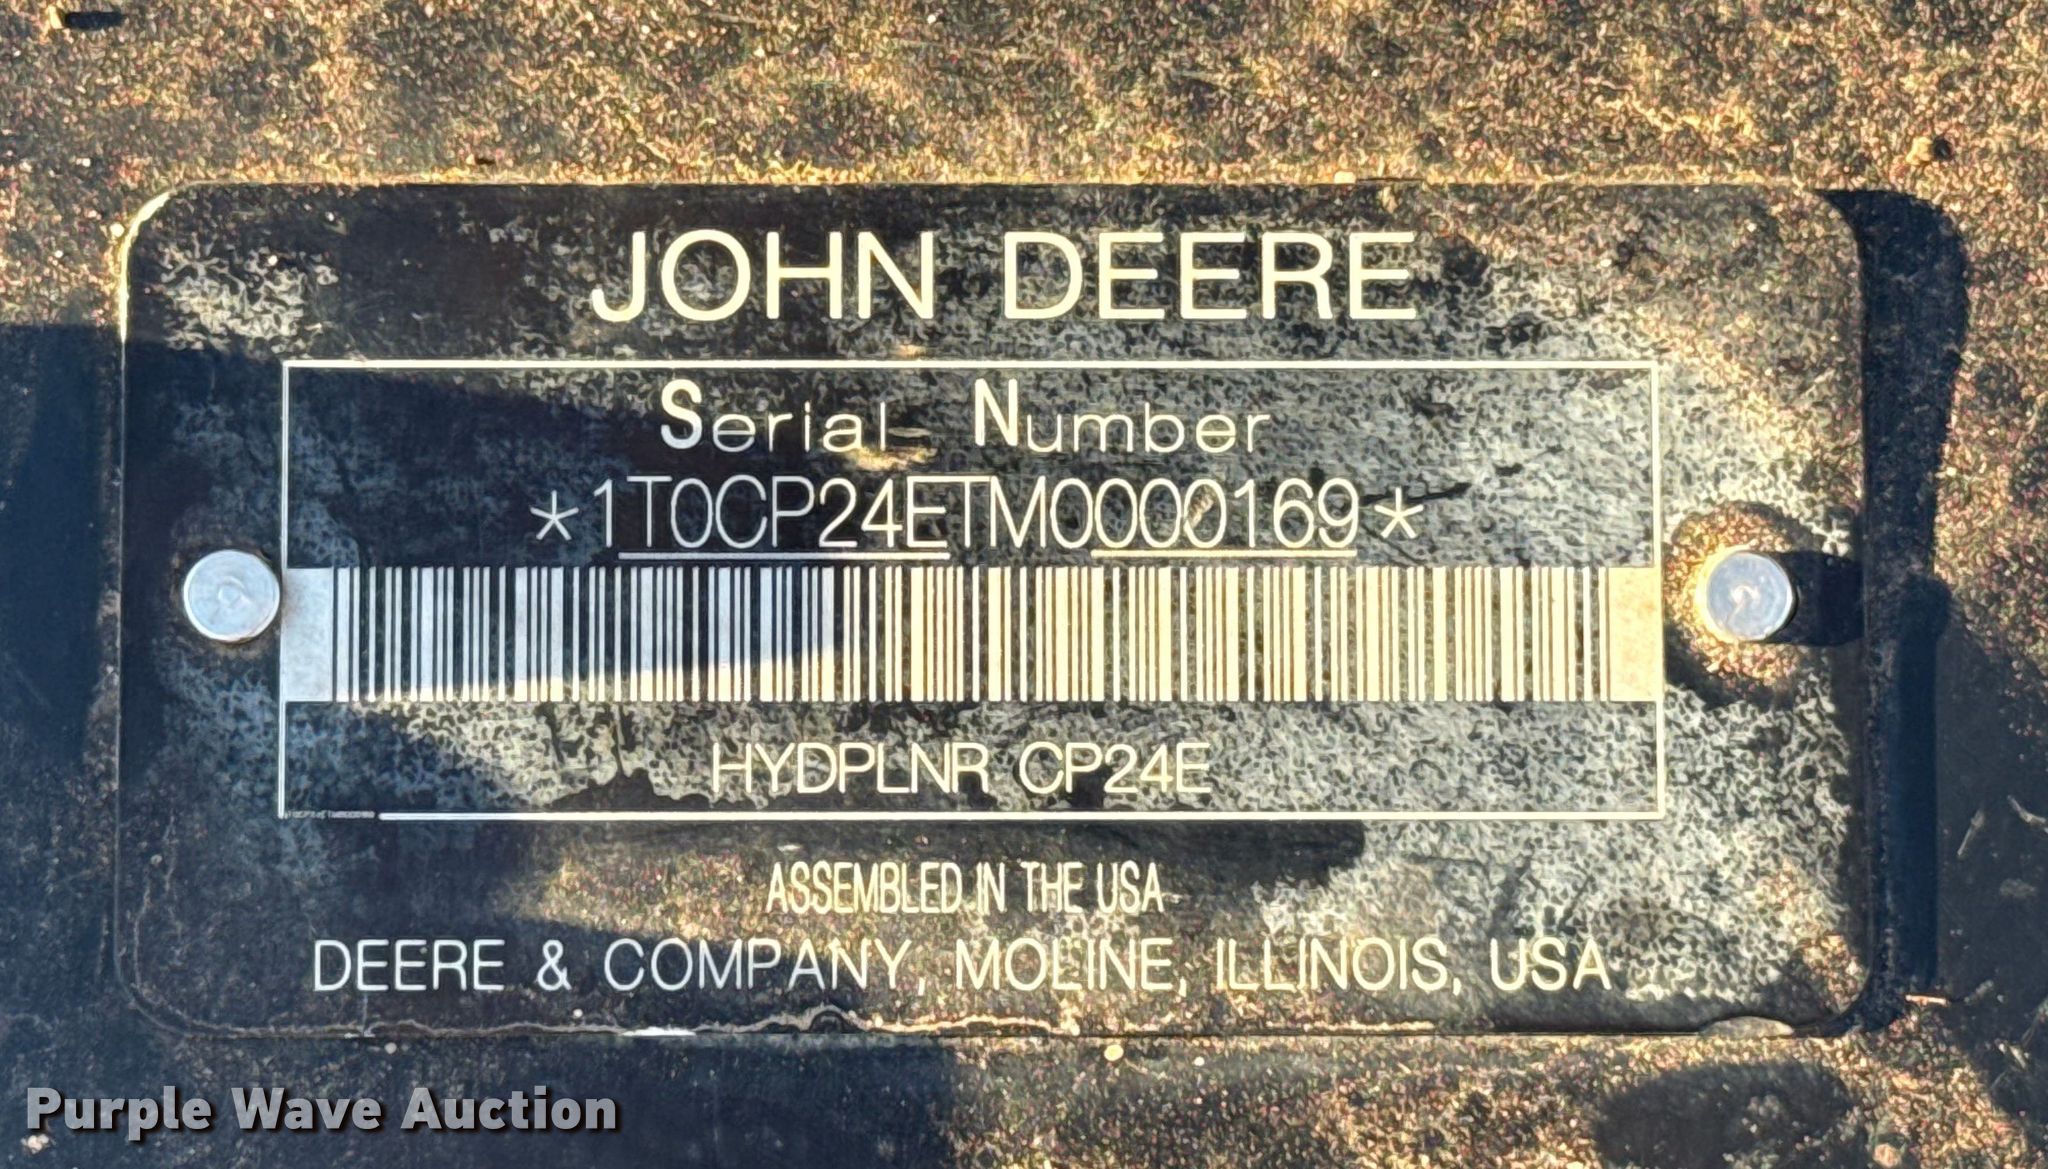 JOHN DEERE
Serial Number
*1T0CP24ETM0000169*
HYDPLNR CP24E
ASSEMBLED IN THE USA
DEERE & COMPANY, MOLINE, ILLINOIS, USA
Purple Wave Auction